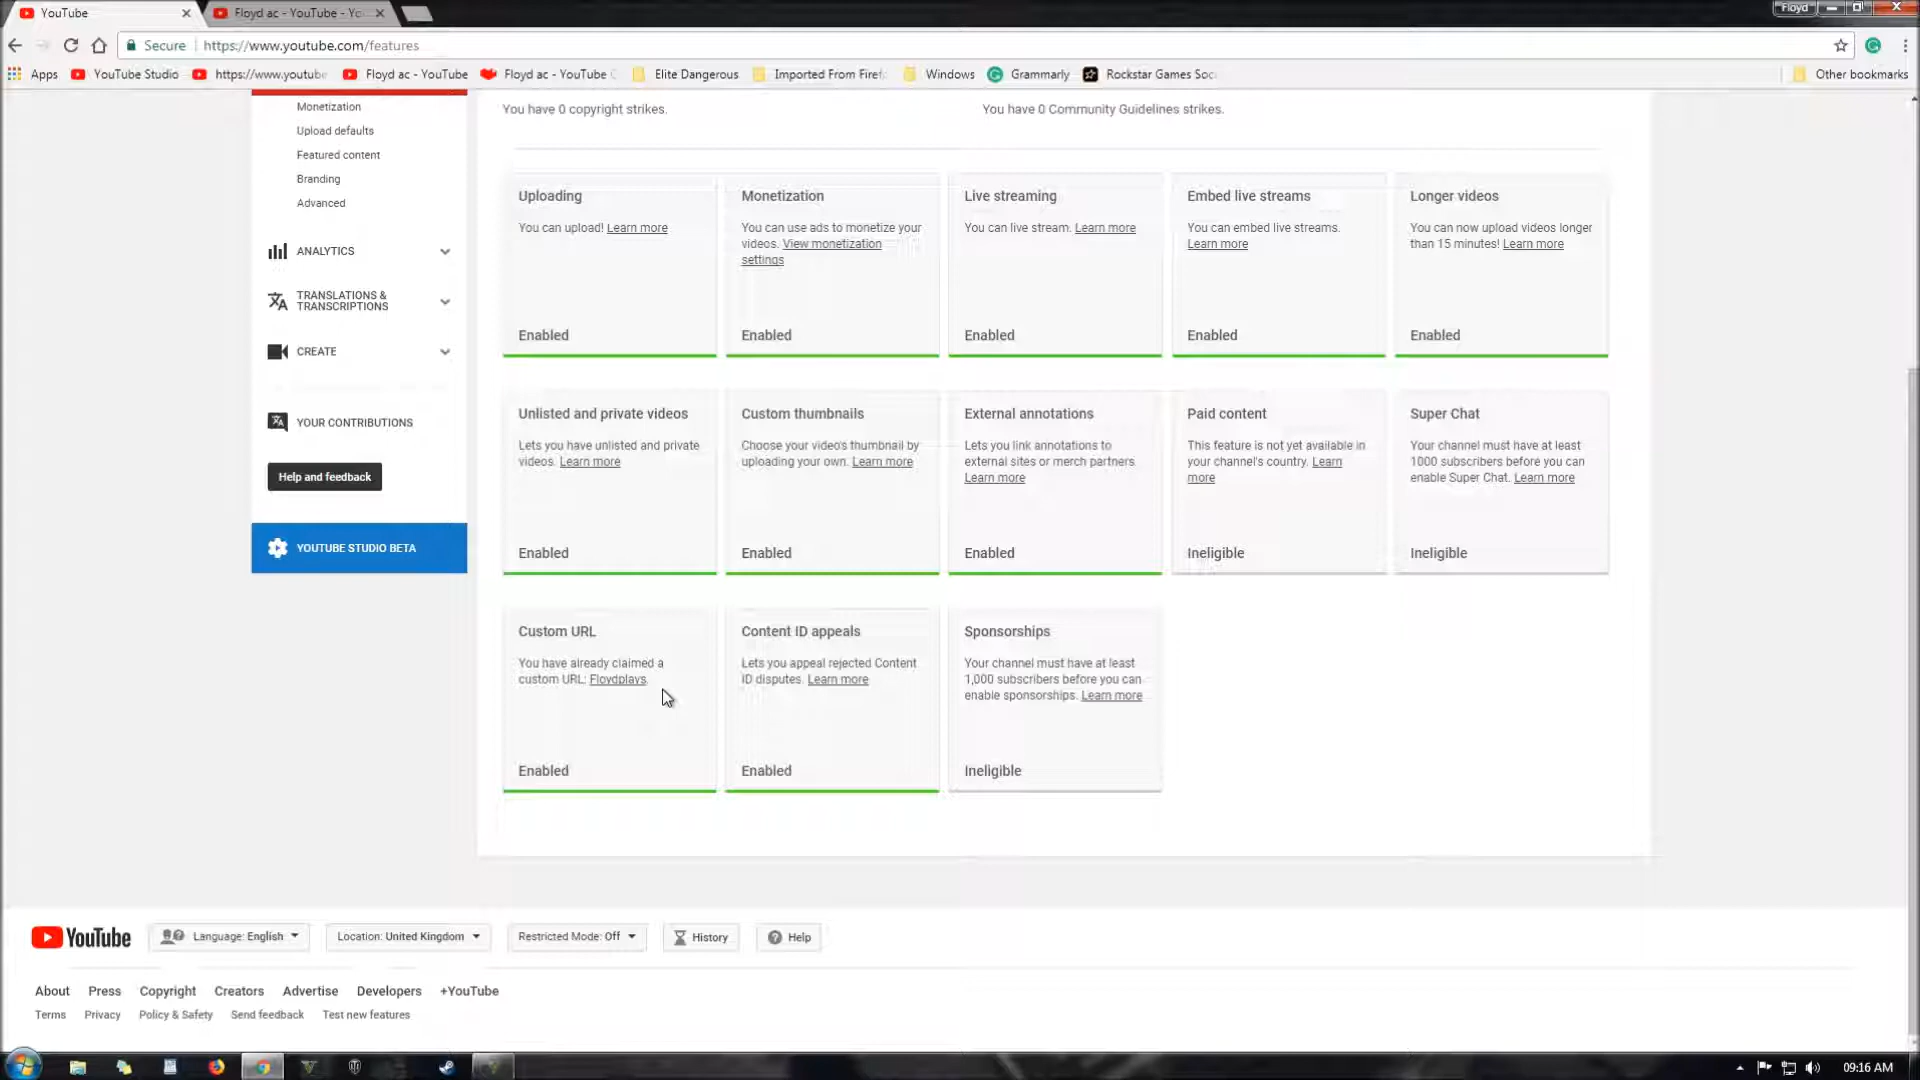 YouTube
Floyd ac - YouTube - Yo
Floyd
Secure
https://www.youtube.com/features
Apps
YouTube Studio
https://www.youtube
Floyd ac - YouTube
Floyd ac - YouTube
Elite Dangerous
Imported From Firef
Windows
Grammarly
Rockstar Games Soc
Other bookmarks
Monetization
Upload defaults
Featured content
Branding
Advanced
ANALYTICS
TRANSLATIONS &
TRANSCRIPTIONS
CREATE
YOUR CONTRIBUTIONS
Help and feedback
YOUTUBE STUDIO BETA
You have 0 copyright strikes.
You have 0 Community Guidelines strikes.
Uploading
You can upload! Learn more
Enabled
Monetization
You can use ads to monetize your
videos. View monetization
settings
Enabled
Live streaming
You can live stream. Learn more
Enabled
Embed live streams
You can embed live streams.
Learn more
Enabled
Longer videos
You can now upload videos longer
than 15 minutes! Learn more
Enabled
Unlisted and private videos
Lets you have unlisted and private
videos. Learn more
Enabled
Custom thumbnails
Choose your video's thumbnail by
uploading your own. Learn more
Enabled
External annotations
Lets you link annotations to
external sites or merch partners.
Learn more
Enabled
Paid content
This feature is not yet available in
your channel's country. Learn
more
Ineligible
Super Chat
Your channel must have at least
1000 subscribers before you can
enable Super Chat. Learn more
Ineligible
Custom URL
You have already claimed a
custom URL: Floydplays.
Enabled
Content ID appeals
Lets you appeal rejected Content
ID disputes. Learn more
Enabled
Sponsorships
Your channel must have at least
1,000 subscribers before you can
enable sponsorships. Learn more
Ineligible
YouTube
Language: English
Location: United Kingdom
Restricted Mode: Off
History
Help
About
Press
Copyright
Creators
Advertise
Developers
+YouTube
Terms
Privacy
Policy & Safety
Send feedback
Test new features
09:16 AM